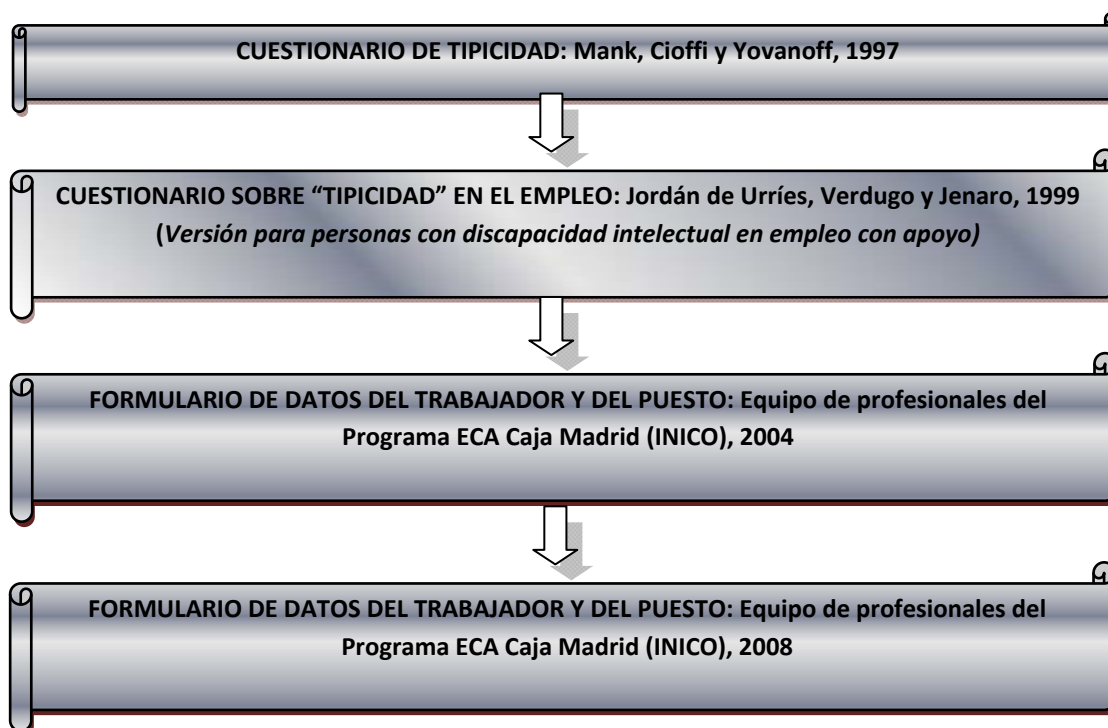 CUESTIONARIO DE TIPICIDAD: Mank, Cioffi y Yovanoff, 1997
CUESTIONARIO SOBRE “TIPICIDAD” EN EL EMPLEO: Jordán de Urríes, Verdugo y Jenaro, 1999
(Versión para personas con discapacidad intelectual en empleo con apoyo)
FORMULARIO DE DATOS DEL TRABAJADOR Y DEL PUESTO: Equipo de profesionales del
Programa ECA Caja Madrid (INICO), 2004
FORMULARIO DE DATOS DEL TRABAJADOR Y DEL PUESTO: Equipo de profesionales del
Programa ECA Caja Madrid (INICO), 2008